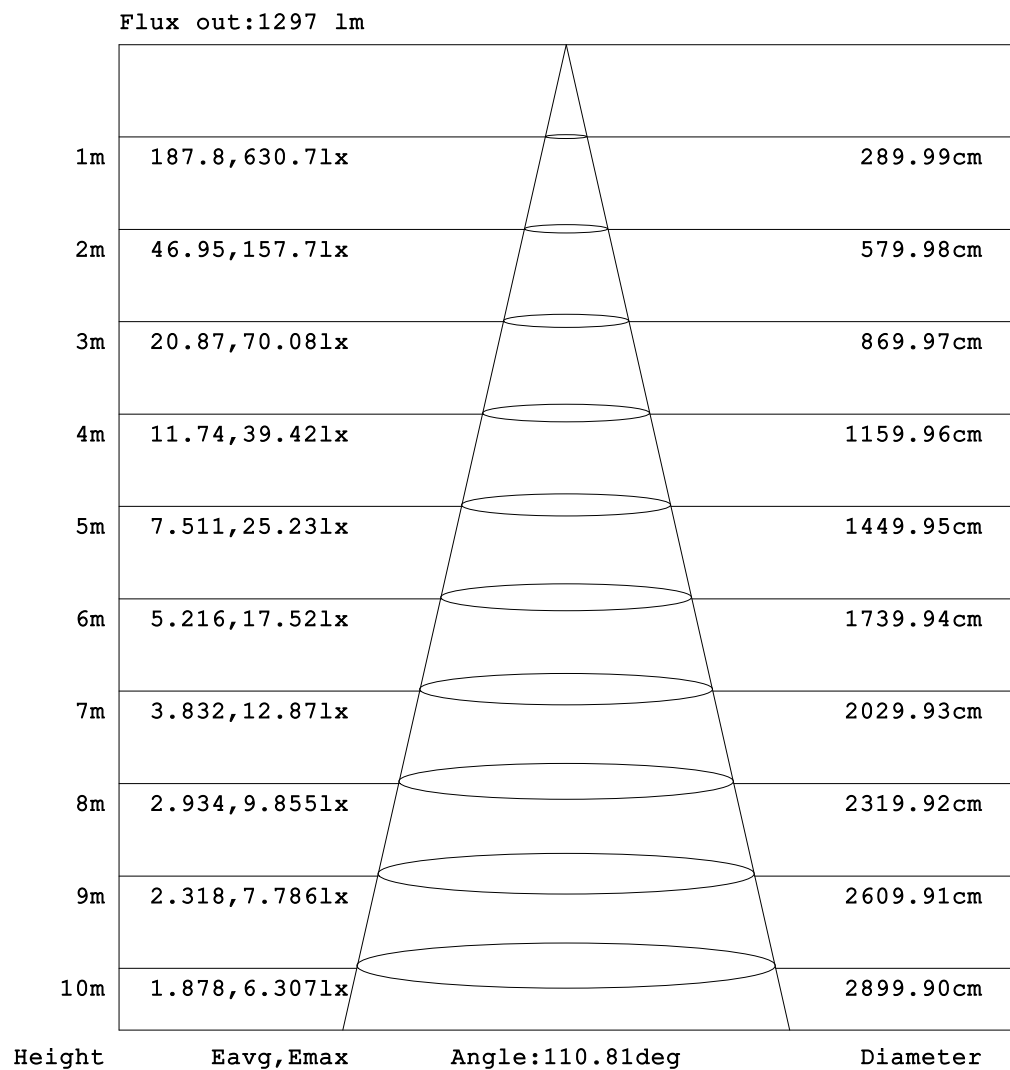 Flux out:1297 lm
1m 187.8,630.7lx 289.99cm
2m 46.95,157.7lx 579.98cm
3m 20.87,70.08lx 869.97cm
4m 11.74,39.42lx 1159.96cm
5m 7.511,25.23lx 1449.95cm
6m 5.216,17.52lx 1739.94cm
7m 3.832,12.87lx 2029.93cm
8m 2.934,9.855lx 2319.92cm
9m 2.318,7.786lx 2609.91cm
10m 1.878,6.307lx 2899.90cm
Height Eavg,Emax Angle:110.81deg Diameter